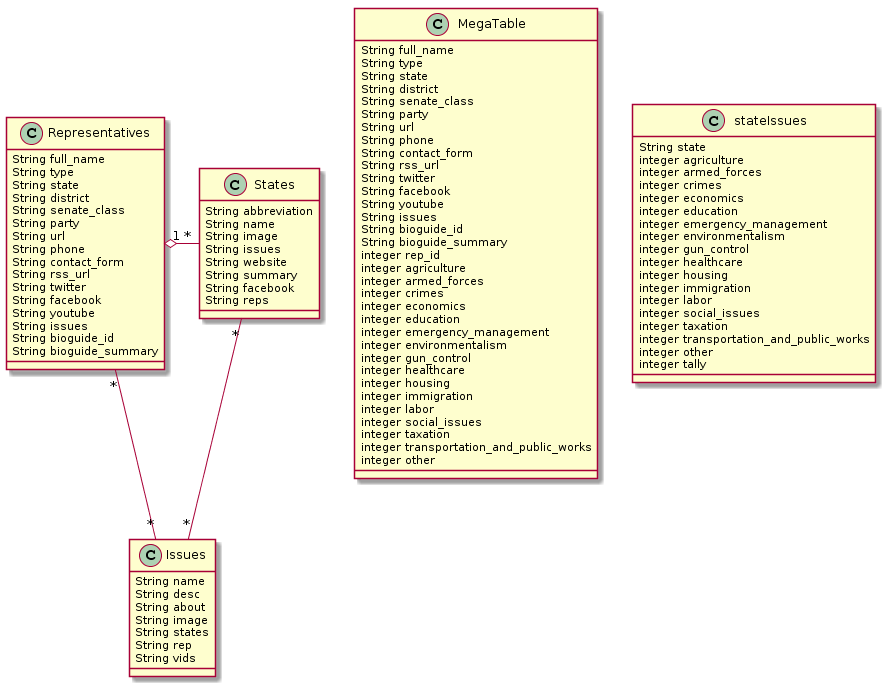 C Representatives
String full_name
String type
String state
String district
String senate_class
String party
String url
String phone
String contact_form
String rss_url
String twitter
String facebook
String youtube
String issues
String bioguide_id
String bioguide_summary
1 *
C States
String abbreviation
String name
String image
String issues
String website
String summary
String facebook
String reps
*
*
*
*
C Issues
String name
String desc
String about
String image
String states
String rep
String vids
C MegaTable
String full_name
String type
String state
String district
String senate_class
String party
String url
String phone
String contact_form
String rss_url
String twitter
String facebook
String youtube
String issues
String bioguide_id
String bioguide_summary
integer rep_id
integer agriculture
integer armed_forces
integer crimes
integer economics
integer education
integer emergency_management
integer environmentalism
integer gun_control
integer healthcare
integer housing
integer immigration
integer labor
integer social_issues
integer taxation
integer transportation_and_public_works
integer other
C stateIssues
String state
integer agriculture
integer armed_forces
integer crimes
integer economics
integer education
integer emergency_management
integer environmentalism
integer gun_control
integer healthcare
integer housing
integer immigration
integer labor
integer social_issues
integer taxation
integer transportation_and_public_works
integer other
integer tally